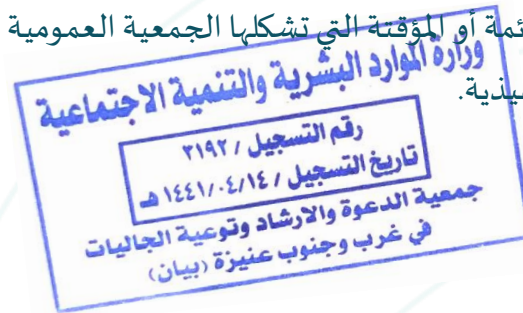 ئمة أو المؤقتة التي تشكلها الجمعية العمومية
يذية.
وزارة الموارد البشرية والتنمية الاجتماعية
رقم التسجيل / ٣١٩٢
تاريخ التسجيل / ١٤٤١/٠٤/١٤ هـ
جمعية الدعوة والارشاد وتوعية الجاليات
في غرب وجنوب عنيزة (بيان)